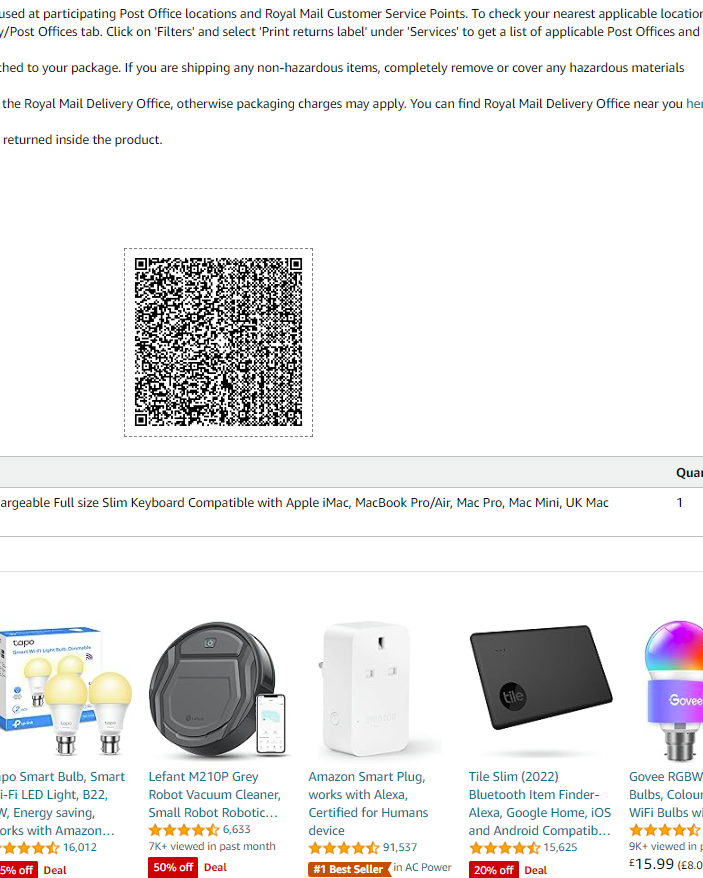 used at participating Post Office locations and Royal Mail Customer Service Points. To check your nearest applicable location
y/Post Offices tab. Click on 'Filters' and select 'Print returns label' under 'Services' to get a list of applicable Post Offices and
ched to your package. If you are shipping any non-hazardous items, completely remove or cover any hazardous materials
the Royal Mail Delivery Office, otherwise packaging charges may apply. You can find Royal Mail Delivery Office near you her
returned inside the product.
Quan
argeable Full size Slim Keyboard Compatible with Apple iMac, MacBook Pro/Air, Mac Pro, Mac Mini, UK Mac 1
tapo
Smart Wi-Fi Light Bulb, Dimmable
tapo tapo
tp-link
tile
amazon
Govee
apo Smart Bulb, Smart
i-Fi LED Light, B22,
W, Energy saving,
orks with Amazon…
16,012
5% off Deal
Lefant M210P Grey
Robot Vacuum Cleaner,
Small Robot Robotic…
6,633
7K+ viewed in past month
50% off Deal
Amazon Smart Plug,
works with Alexa,
Certified for Humans
device
91,537
#1 Best Seller in AC Power
Tile Slim (2022)
Bluetooth Item Finder-
Alexa, Google Home, iOS
and Android Compatib…
15,625
20% off Deal
Govee RGBW
Bulbs, Colour
WiFi Bulbs wi
9K+ viewed in p
£15.99 (£8.0